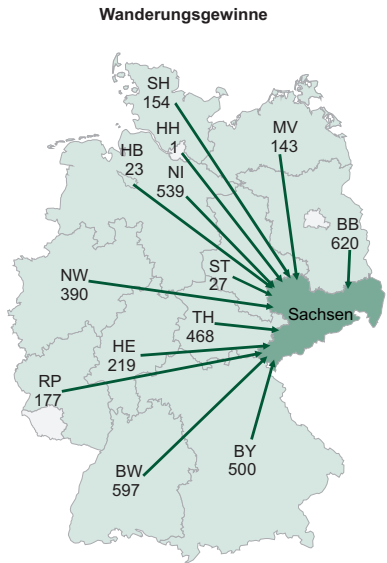 Wanderungsgewinne
SH
154
HH
1
MV
143
HB
23
NI
539
BB
620
ST
27
NW
390
Sachsen
TH
468
HE
219
RP
177
BY
500
BW
597